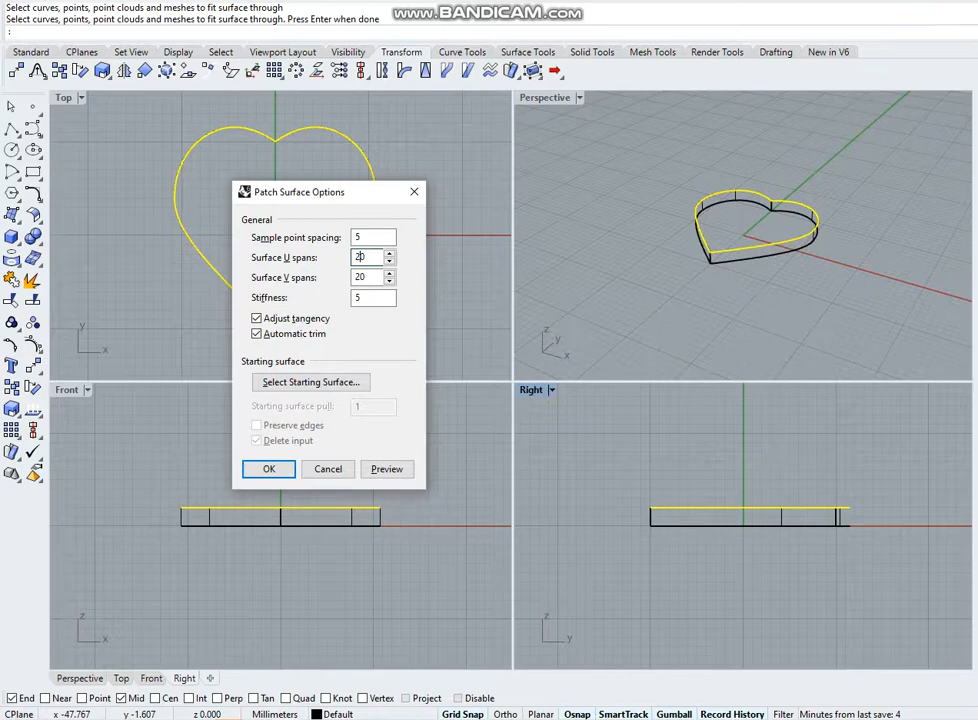 Select curves, points, point clouds and meshes to fit surface through
Select curves, points, point clouds and meshes to fit surface through. Press Enter when done
:
www.BANDICAM.com
Standard CPlanes Set View Display Select Viewport Layout Visibility Transform Curve Tools Surface Tools Solid Tools Mesh Tools Render Tools Drafting New in V6
Top
Perspective
Patch Surface Options
General
Sample point spacing: 5
Surface U spans: 20
Surface V spans: 20
Stiffness: 5
Adjust tangency
Automatic trim
Starting surface
Select Starting Surface...
Starting surface pull: 1
Preserve edges
Delete input
OK Cancel Preview
y
x
z
y
x
Front
Right
z
x
z
y
Perspective Top Front Right
End Near Point Mid Cen Int Perp Tan Quad Knot Vertex Project Disable
CPlane x -47.767 y -1.607 z 0.000 Millimeters Default Grid Snap Ortho Planar Osnap SmartTrack Gumball Record History Filter Minutes from last save: 4